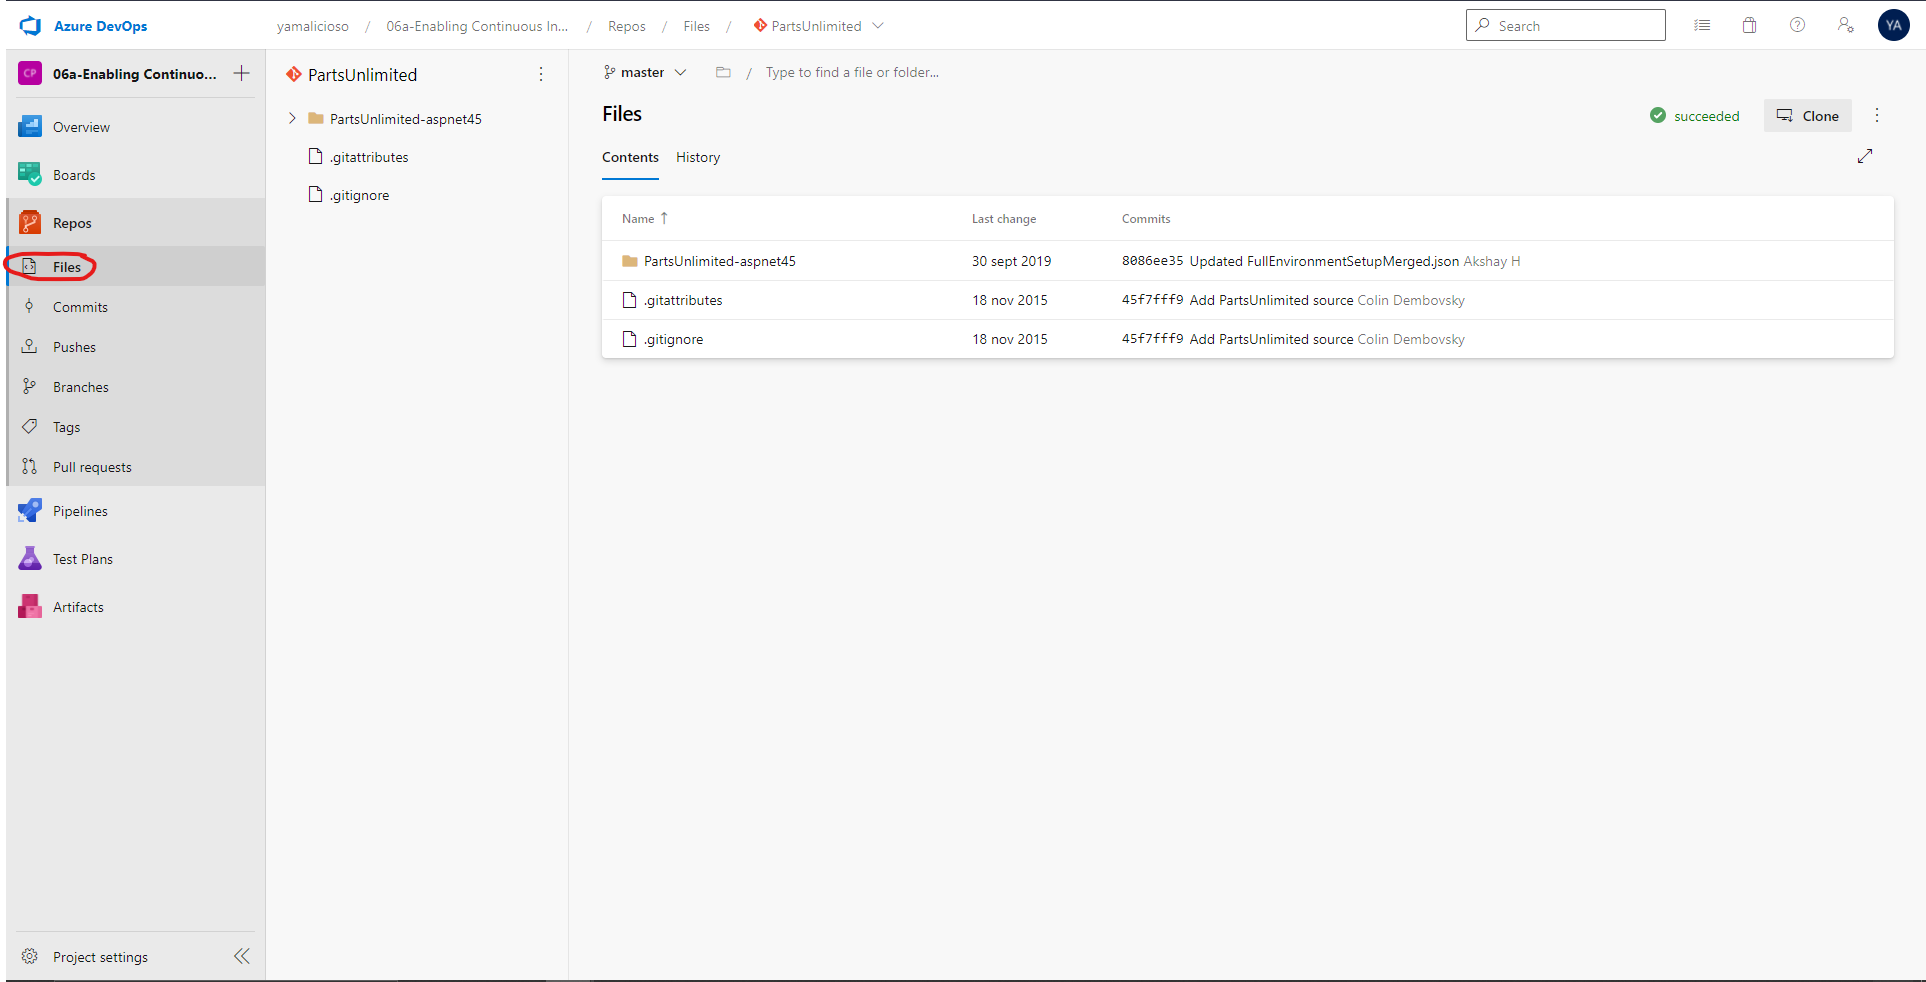 Azure DevOps
yamalicioso / 06a-Enabling Continuous In... / Repos / Files / PartsUnlimited
Search
YA
CP 06a-Enabling Continuo...
Overview
Boards
Repos
Files
Commits
Pushes
Branches
Tags
Pull requests
Pipelines
Test Plans
Artifacts
Project settings
PartsUnlimited
PartsUnlimited-aspnet45
.gitattributes
.gitignore
master / Type to find a file or folder...
Files
succeeded
Clone
Contents History
Name ↑ Last change Commits
PartsUnlimited-aspnet45 30 sept 2019 8086ee35 Updated FullEnvironmentSetupMerged.json Akshay H
.gitattributes 18 nov 2015 45f7fff9 Add PartsUnlimited source Colin Dembovsky
.gitignore 18 nov 2015 45f7fff9 Add PartsUnlimited source Colin Dembovsky